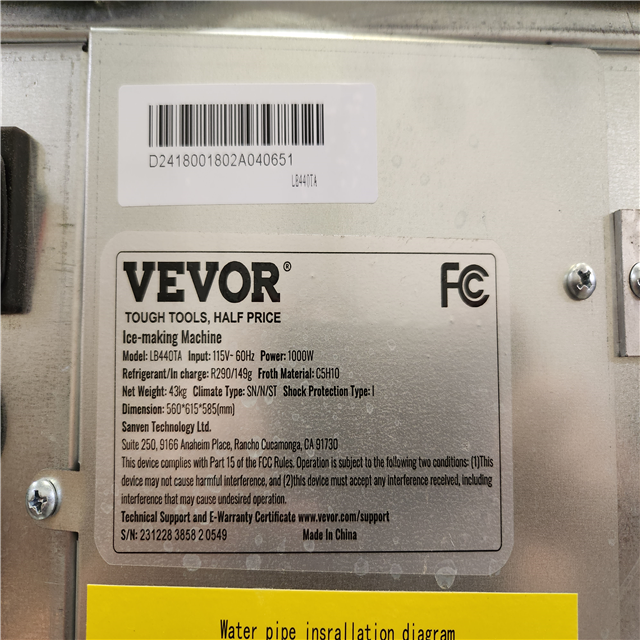 D2418001802A040651
LB440TA
VEVOR®
FC
TOUGH TOOLS, HALF PRICE
Ice-making Machine
Model: LB440TA Input: 115V~ 60Hz Power: 1000W
Refrigerant/In charge: R290/149g Froth Material: C5H10
Net Weight: 43kg Climate Type: SN/N/ST Shock Protection Type: I
Dimension: 560*615*585(mm)
Sanven Technology Ltd.
Suite 250, 9166 Anaheim Place, Rancho Cucamonga, CA 91730
This device complies with Part 15 of the FCC Rules. Operation is subject to the following two conditions: (1)This
device may not cause harmful interference, and (2)this device must accept any interference received, including
interference that may cause undesired operation.
Technical Support and E-Warranty Certificate www.vevor.com/support
S/N: 231228 3858 2 0549 Made In China
Water pipe insrallation diagram